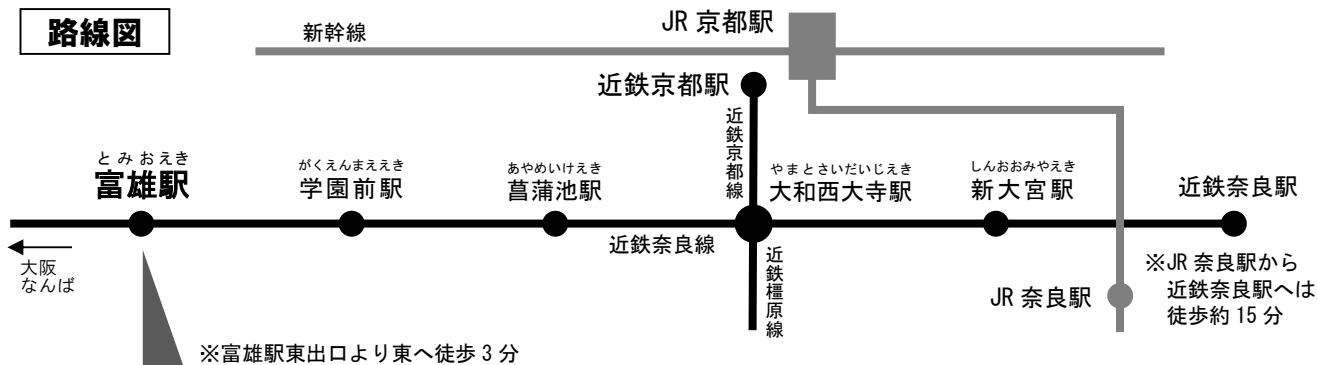 路線図
新幹線
JR 京都駅
近鉄京都駅
近鉄京都線
とみおえき
富雄駅
がくえんまええき
学園前駅
あやめいけえき
菖蒲池駅
やまとさいだいじえき
大和西大寺駅
しんおおみやえき
新大宮駅
近鉄奈良駅
近鉄奈良線
大阪
なんば
近鉄橿原線
JR 奈良駅
※JR 奈良駅から
近鉄奈良駅へは
徒歩約 15 分
※富雄駅東出口より東へ徒歩 3 分